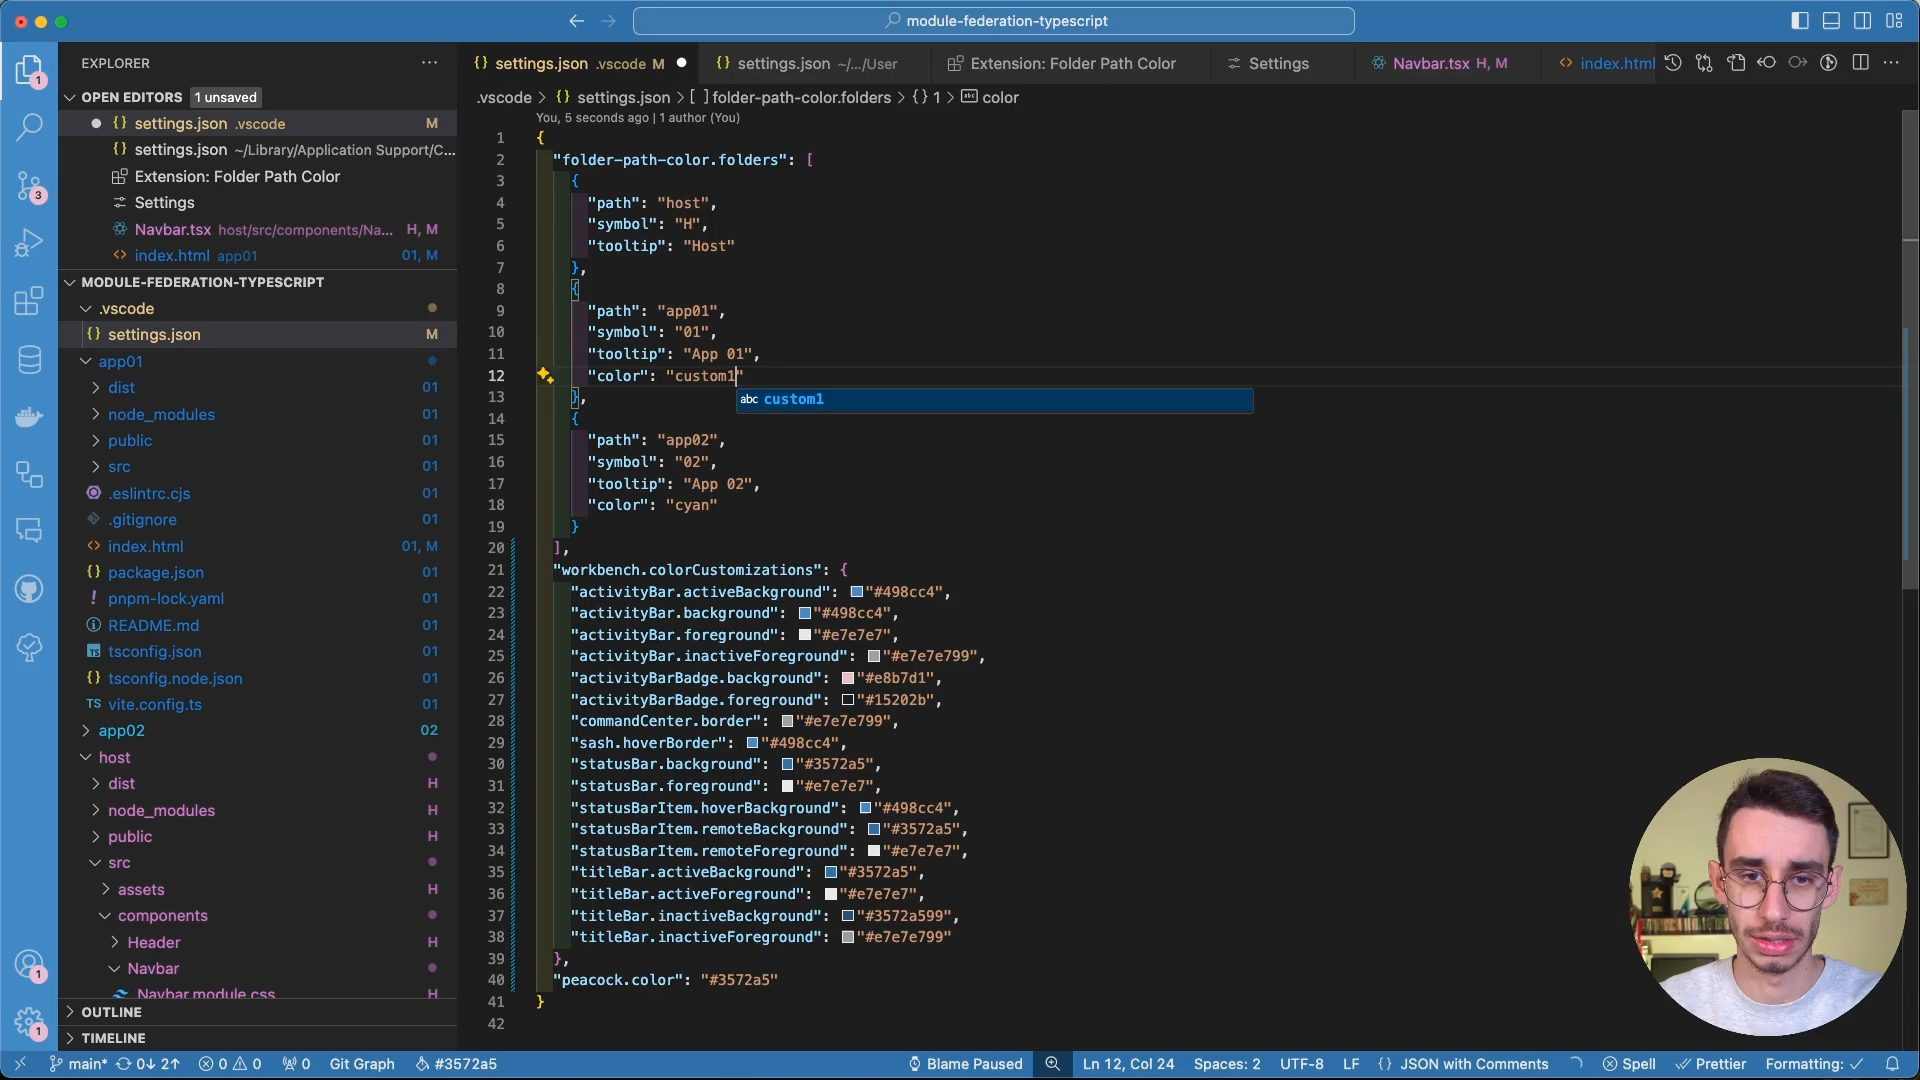 module-federation-typescript
EXPLORER
OPEN EDITORS 1 unsaved
settings.json .vscode M
settings.json ~/Library/Application Support/C...
Extension: Folder Path Color
Settings
Navbar.tsx host/src/components/Na... H, M
index.html app01 01, M
MODULE-FEDERATION-TYPESCRIPT
.vscode
settings.json M
app01
dist 01
node_modules 01
public 01
src 01
.eslintrc.cjs 01
.gitignore 01
index.html 01, M
package.json 01
pnpm-lock.yaml 01
README.md 01
tsconfig.json 01
tsconfig.node.json 01
vite.config.ts 01
app02 02
host
dist H
node_modules H
public H
src
assets H
components
Header H
Navbar
Navbar.module.css H
OUTLINE
TIMELINE
1
3
1
1
settings.json .vscode M
settings.json ~/.../User
Extension: Folder Path Color
Settings
Navbar.tsx H, M
index.html
.vscode > {} settings.json > [ ] folder-path-color.folders > {} 1 > abc color
You, 5 seconds ago | 1 author (You)
1 {
2 "folder-path-color.folders": [
3 {
4 "path": "host",
5 "symbol": "H",
6 "tooltip": "Host"
7 },
8 {
9 "path": "app01",
10 "symbol": "01",
11 "tooltip": "App 01",
12 "color": "custom1"
abc custom1
13 },
14 {
15 "path": "app02",
16 "symbol": "02",
17 "tooltip": "App 02",
18 "color": "cyan"
19 }
20 ],
21 "workbench.colorCustomizations": {
22 "activityBar.activeBackground": "#498cc4",
23 "activityBar.background": "#498cc4",
24 "activityBar.foreground": "#e7e7e7",
25 "activityBar.inactiveForeground": "#e7e7e799",
26 "activityBarBadge.background": "#e8b7d1",
27 "activityBarBadge.foreground": "#15202b",
28 "commandCenter.border": "#e7e7e799",
29 "sash.hoverBorder": "#498cc4",
30 "statusBar.background": "#3572a5",
31 "statusBar.foreground": "#e7e7e7",
32 "statusBarItem.hoverBackground": "#498cc4",
33 "statusBarItem.remoteBackground": "#3572a5",
34 "statusBarItem.remoteForeground": "#e7e7e7",
35 "titleBar.activeBackground": "#3572a5",
36 "titleBar.activeForeground": "#e7e7e7",
37 "titleBar.inactiveBackground": "#3572a599",
38 "titleBar.inactiveForeground": "#e7e7e799"
39 },
40 "peacock.color": "#3572a5"
41 }
42
main* 0↓ 2↑ 0 0 0 Git Graph #3572a5 Blame Paused Ln 12, Col 24 Spaces: 2 UTF-8 LF {} JSON with Comments Spell Prettier Formatting: ✓